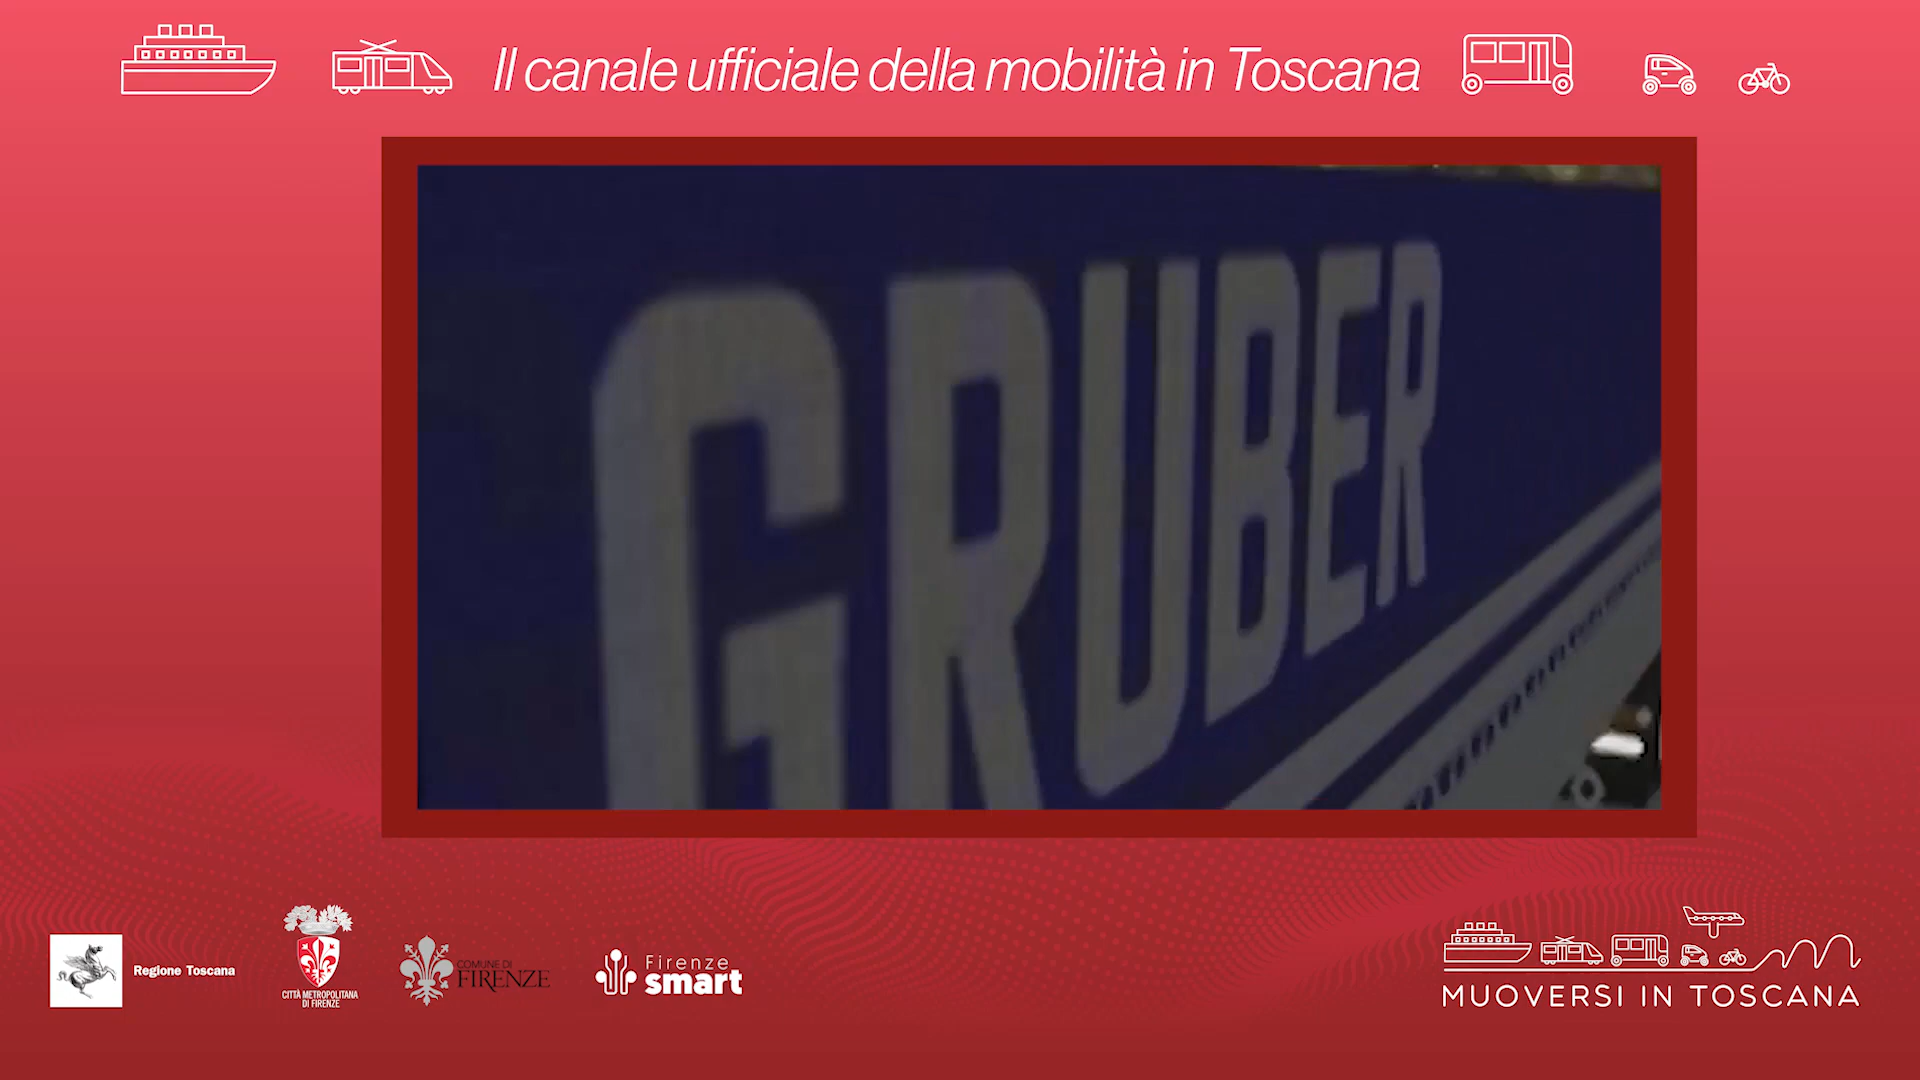 Il canale ufficiale della mobilità in Toscana
GRUBER
Regione Toscana
CITTÀ METROPOLITANA
DI FIRENZE
COMUNE DI
FIRENZE
Firenze
smart
MUOVERSI IN TOSCANA